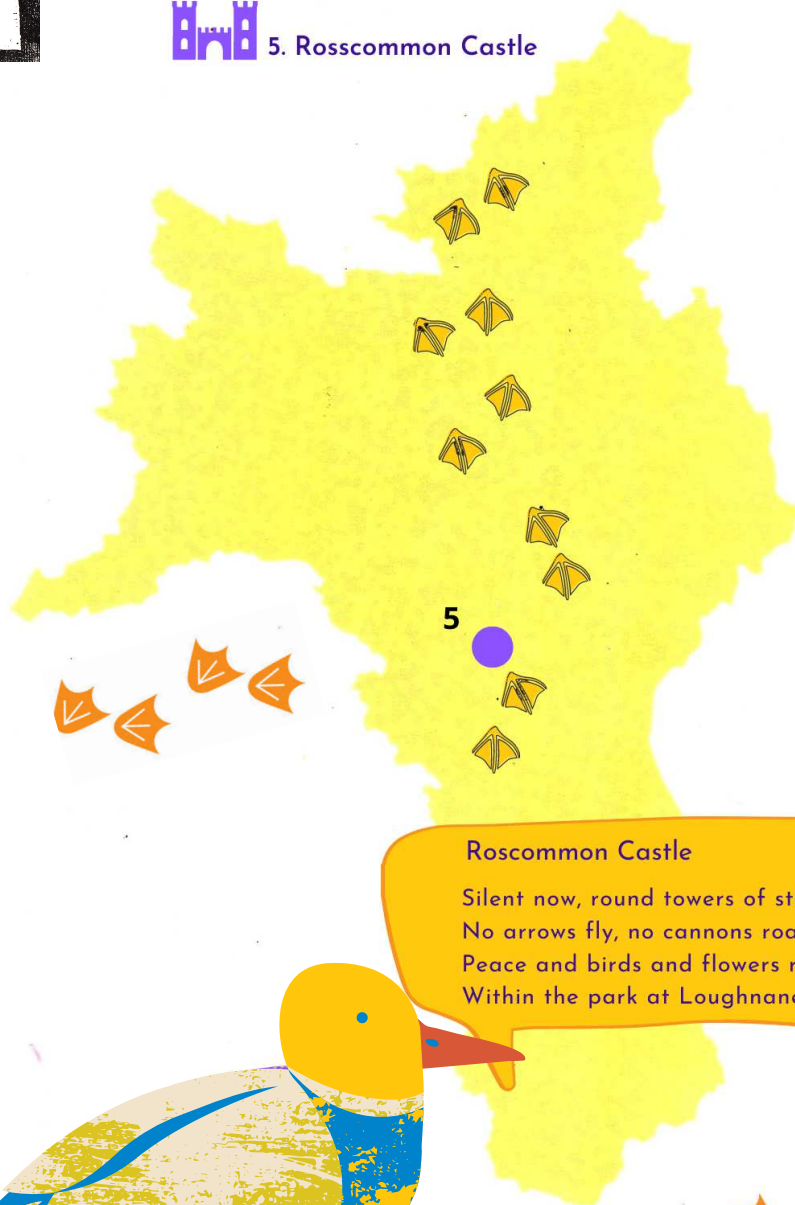 5. Rosscommon Castle
5
Roscommon Castle
Silent now, round towers of st
No arrows fly, no cannons roa
Peace and birds and flowers r
Within the park at Loughnane